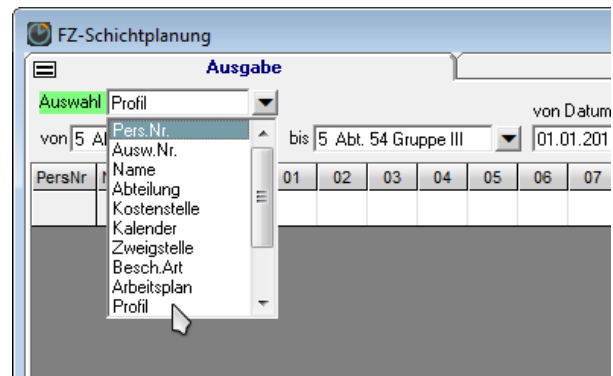 FZ-Schichtplanung
Ausgabe
Auswahl Profil
von Datum
von 5 bis 5 Abt. 54 Gruppe III 01.01.201
PersNr 01 02 03 04 05 06 07
Pers.Nr.
Ausw.Nr.
Name
Abteilung
Kostenstelle
Kalender
Zweigstelle
Besch.Art
Arbeitsplan
Profil